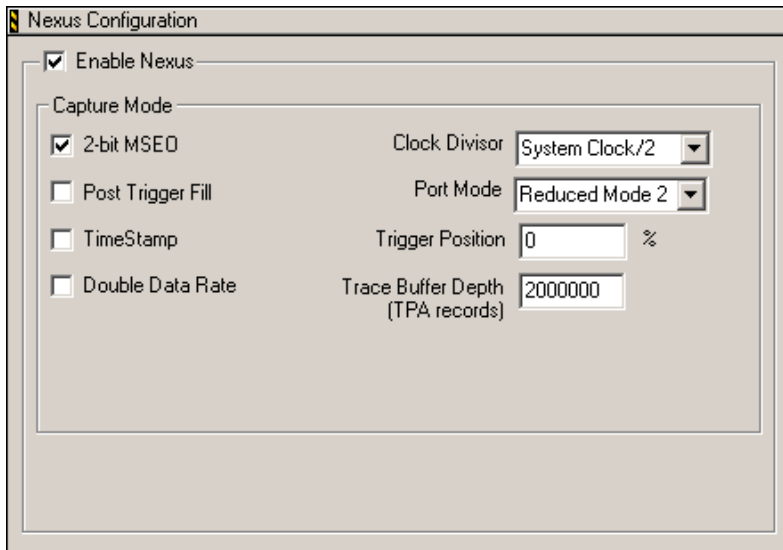 Nexus Configuration
Enable Nexus
Capture Mode
2-bit MSEO
Clock Divisor
System Clock/2
Post Trigger Fill
Port Mode
Reduced Mode 2
TimeStamp
Trigger Position
0
%
Double Data Rate
Trace Buffer Depth
(TPA records)
2000000